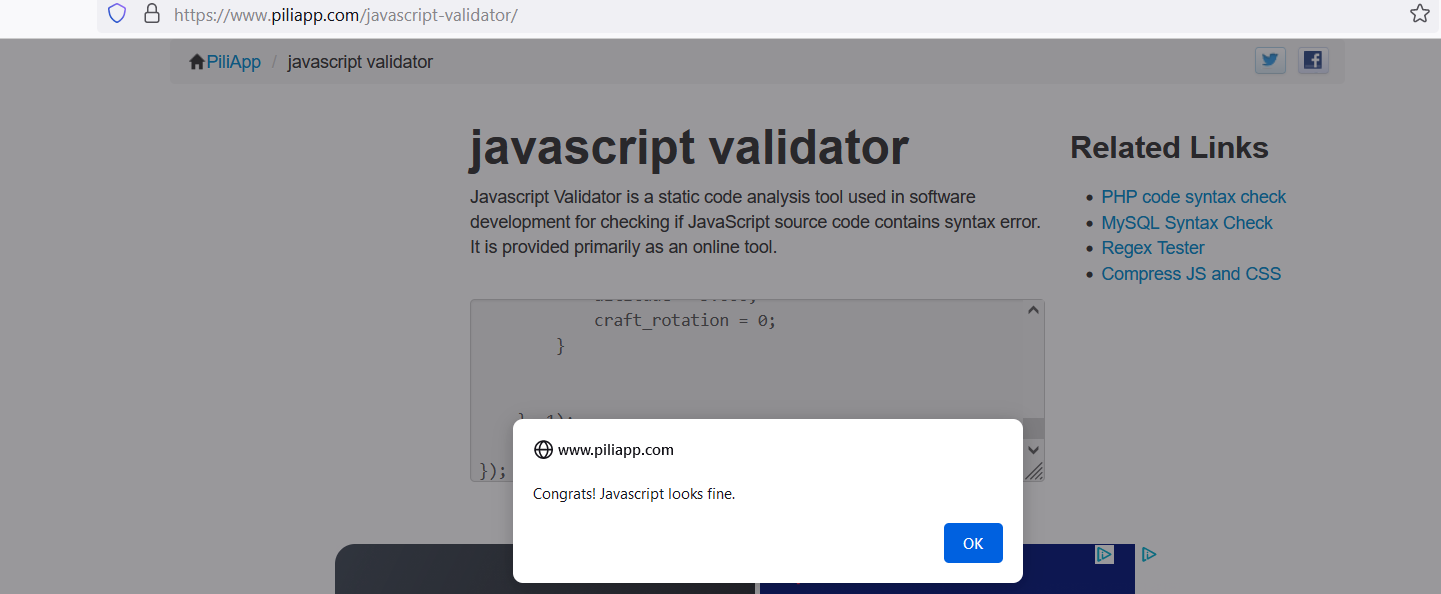 https://www.piliapp.com/javascript-validator/
PiliApp / javascript validator
javascript validator
Javascript Validator is a static code analysis tool used in software
development for checking if JavaScript source code contains syntax error.
It is provided primarily as an online tool.
craft_rotation = 0;
}
});
www.piliapp.com
Congrats! Javascript looks fine.
OK
Related Links
PHP code syntax check
MySQL Syntax Check
Regex Tester
Compress JS and CSS